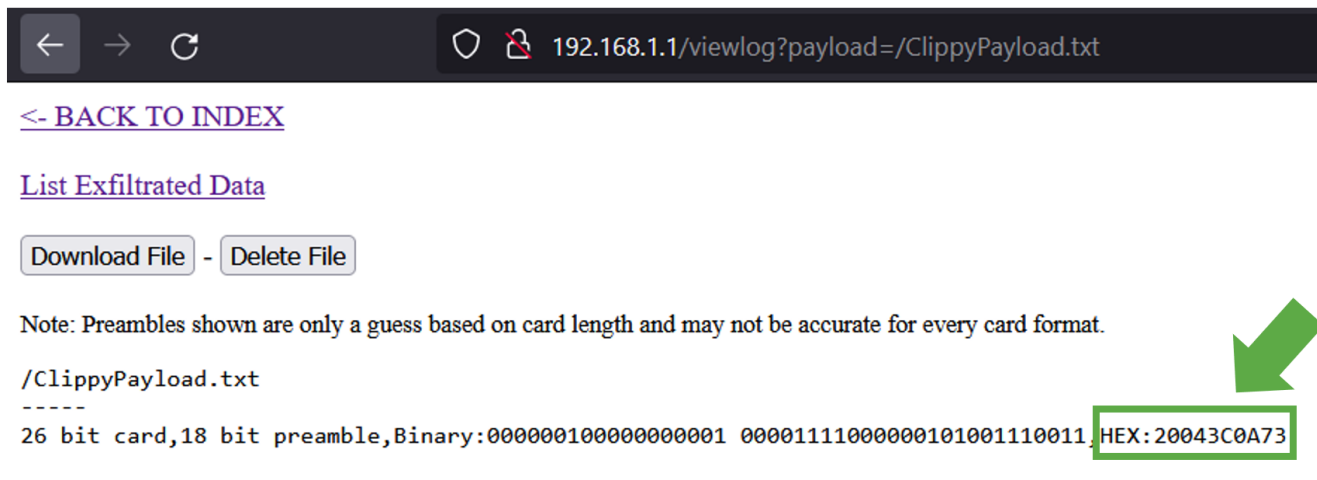 192.168.1.1/viewlog?payload=/ClippyPayload.txt
<- BACK TO INDEX
List Exfiltrated Data
Download File - Delete File
Note: Preambles shown are only a guess based on card length and may not be accurate for every card format.
/ClippyPayload.txt
-----
26 bit card,18 bit preamble,Binary:000000100000000001 00001111000000101001110011,HEX:20043C0A73